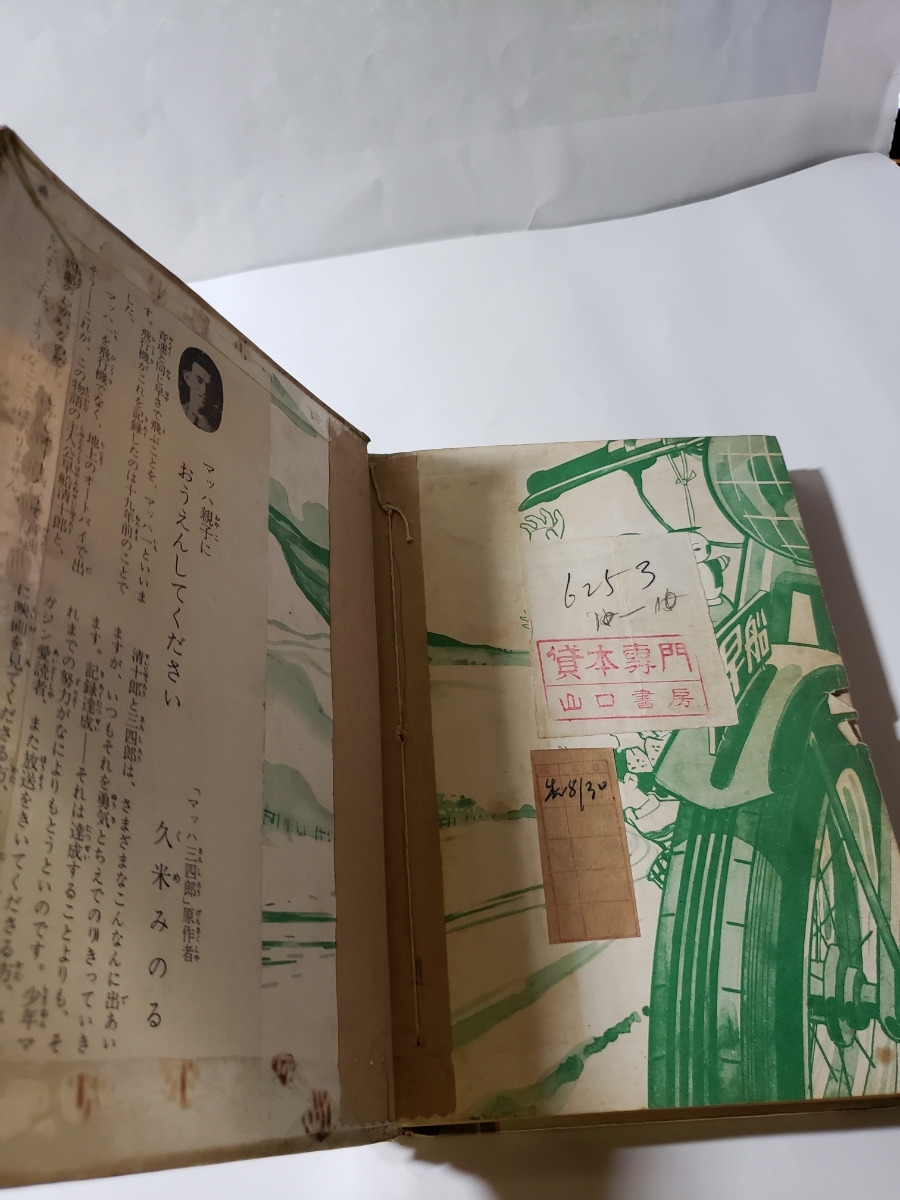 マッハ親子に
おうえんしてください
「マッハ三四郎」原作者
久米みのる
音速と同じ早さで飛ぶことを、マッハ一といいま
す。飛行機がこれを記録したのは十九年前のことで
した。
マッハ一を飛行機でなく、地上のオートバイで出
そう――これが、この物語の主人公早船清十郎と、
清十郎と三四郎は、さまざまなこんなんに出あい
ますが、いつもそれを勇気とちえでのりきっていき
ます。記録達成――それは達成することよりも、そ
れまでの努力がなによりもとうといのです。少年マ
ガジン愛読者、また放送をきいてくださる方、
に映画を見てくださる方、
6253
10-10
貸本専門
山口書房
8/30
早船